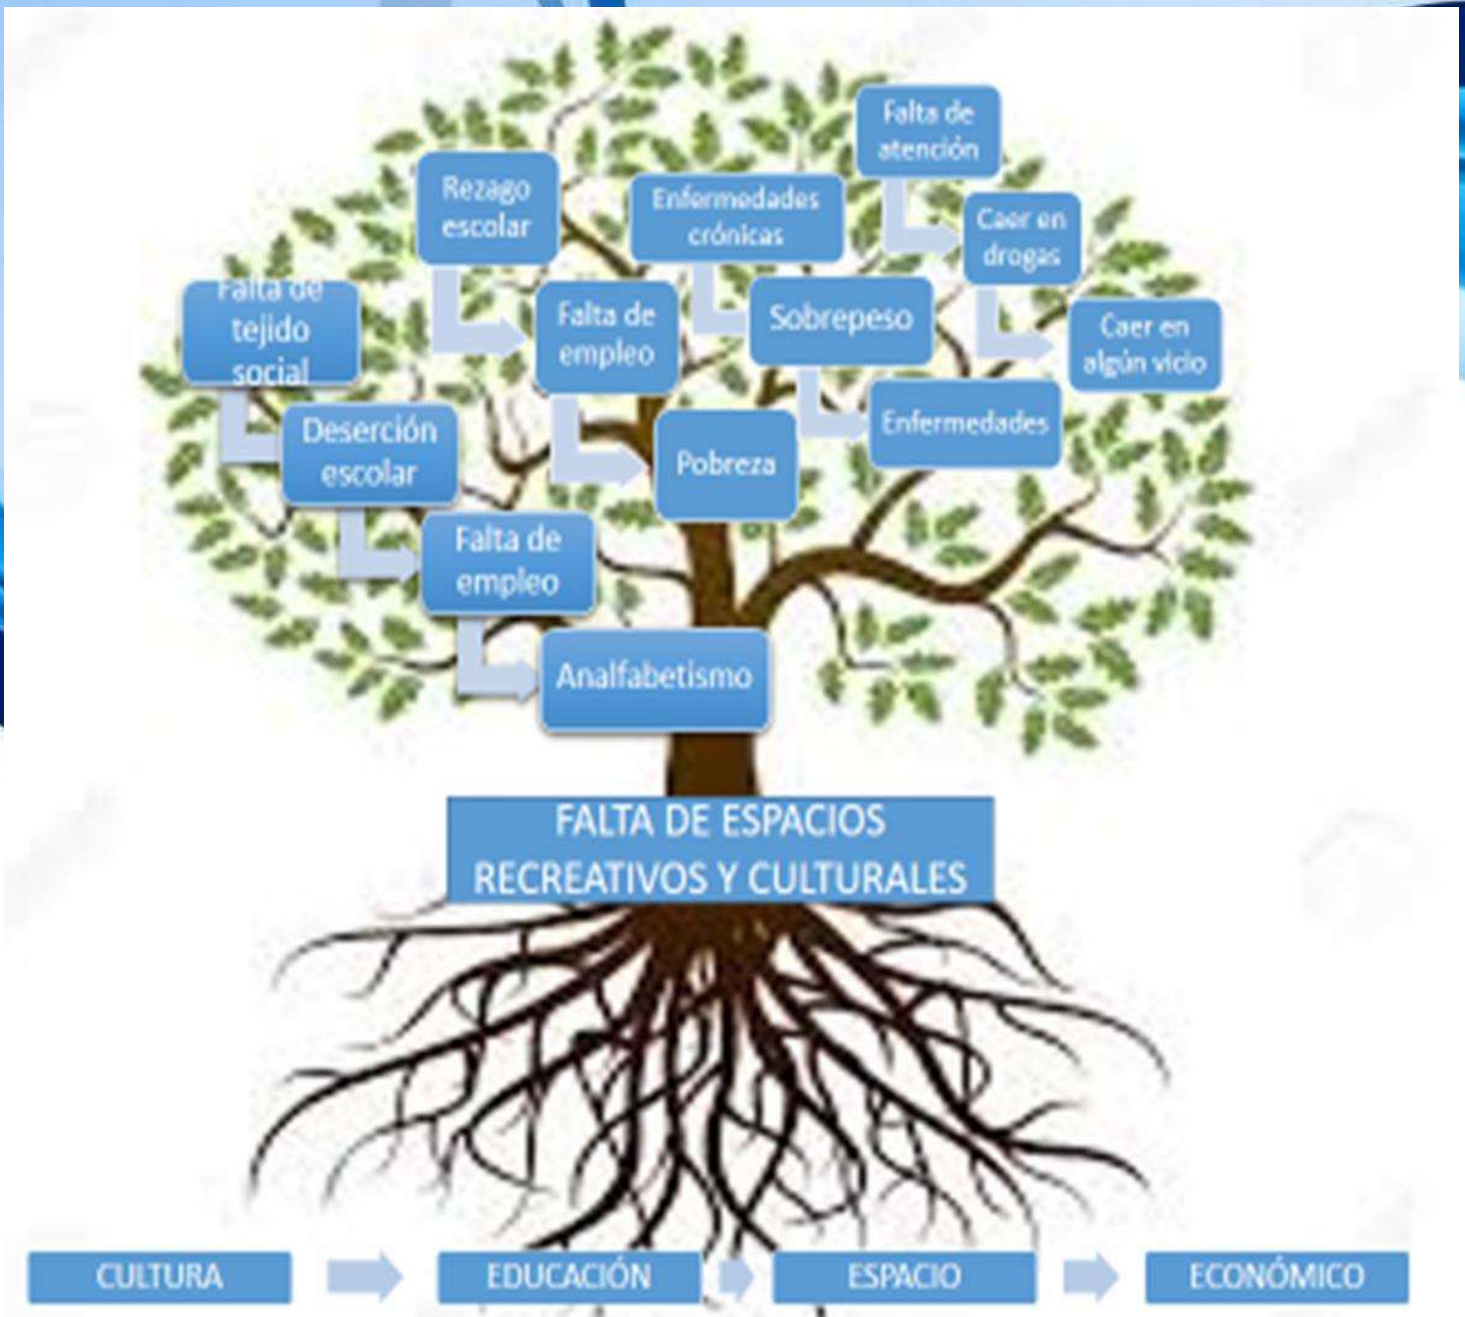 Falta de
atención
Rezago
escolar
Enfermedades
crónicas
Caer en
drogas
Falta de
tejido
social
Falta de
empleo
Sobrepeso
Caer en
algún vicio
Deserción
escolar
Pobreza
Enfermedades
Falta de
empleo
Analfabetismo
FALTA DE ESPACIOS
RECREATIVOS Y CULTURALES
CULTURA
EDUCACIÓN
ESPACIO
ECONÓMICO